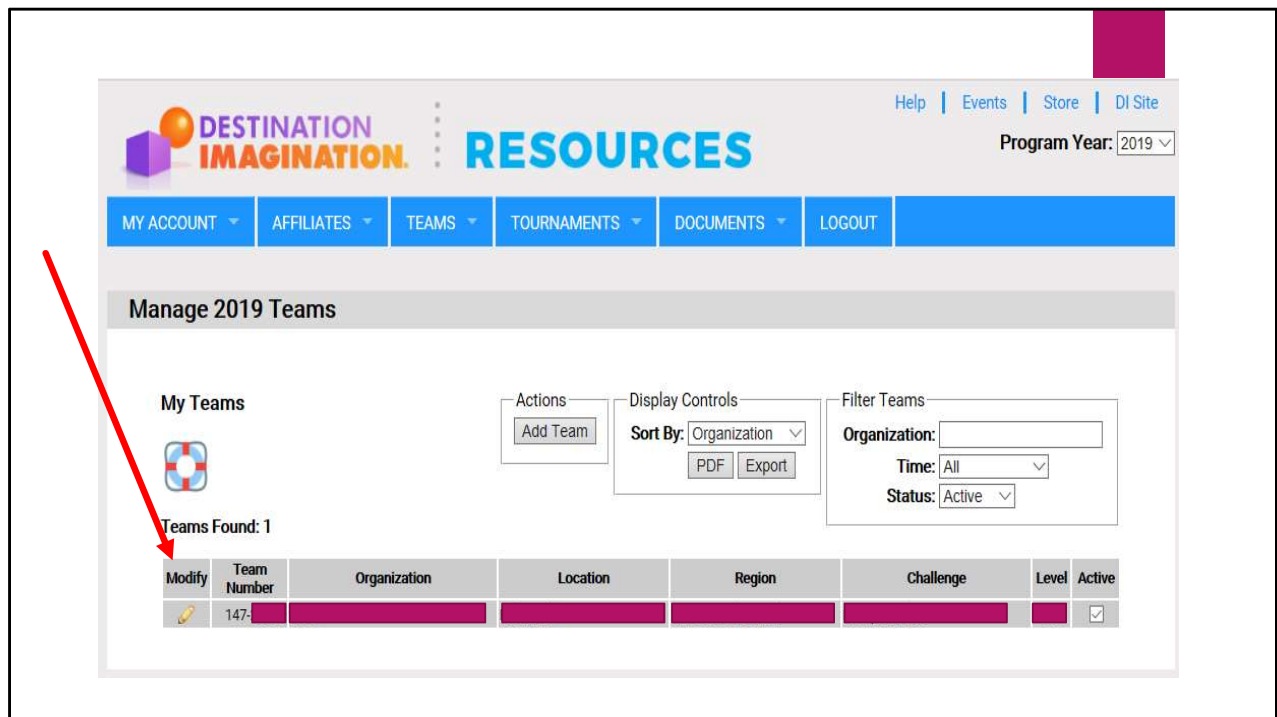 Help | Events | Store | DI Site
DESTINATION
IMAGINATION.
RESOURCES
Program Year: 2019
MY ACCOUNT AFFILIATES TEAMS TOURNAMENTS DOCUMENTS LOGOUT
Manage 2019 Teams
My Teams
Actions
Add Team
Display Controls
Sort By: Organization
PDF Export
Filter Teams
Organization:
Time: All
Status: Active
Teams Found: 1
Modify Team Number Organization Location Region Challenge Level Active
147-